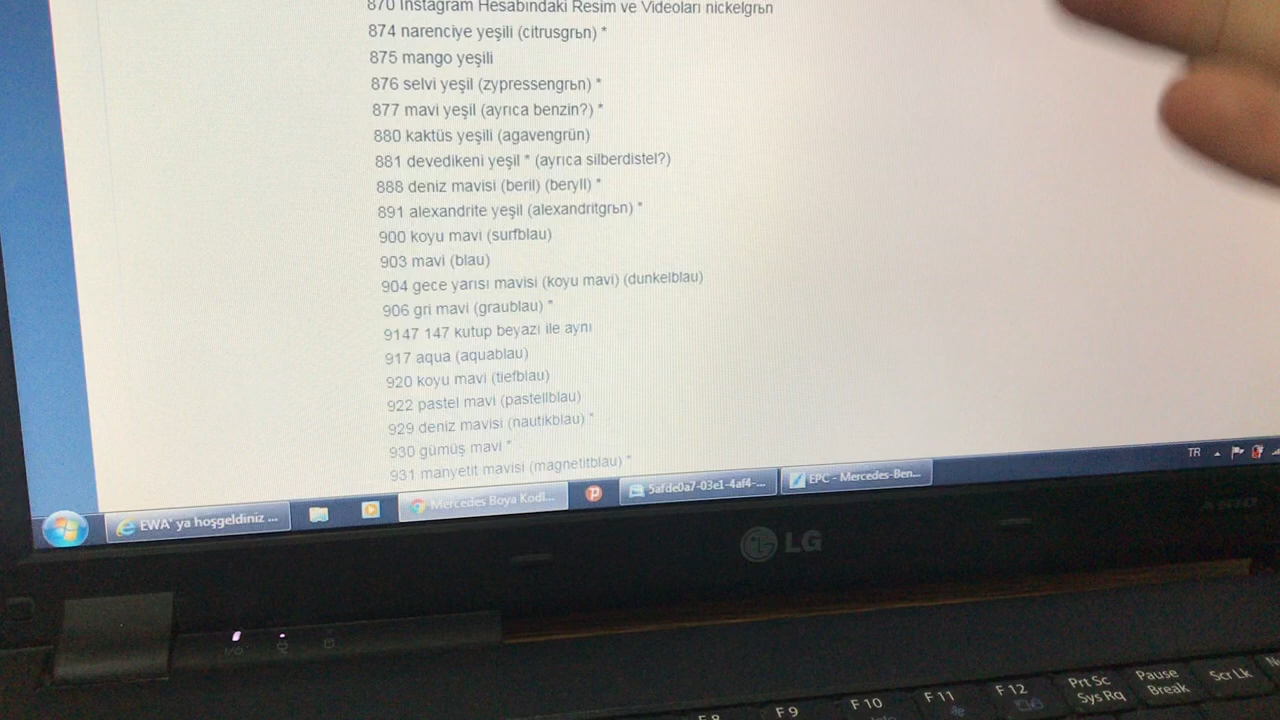 870 Instagram Hesabındaki Resim ve Videoları nickelgrьn
874 narenciye yeşili (citrusgrьn) *
875 mango yeşili
876 selvi yeşil (zypressengrьn) *
877 mavi yeşil (ayrıca benzin?) *
880 kaktüs yeşili (agavengrün)
881 devedikeni yeşil * (ayrıca silberdistel?)
888 deniz mavisi (beril) (beryll) *
891 alexandrite yeşil (alexandritgrьn) *
900 koyu mavi (surfblau)
903 mavi (blau)
904 gece yarısı mavisi (koyu mavi) (dunkelblau)
906 gri mavi (graublau) *
9147 147 kutup beyazı ile aynı
917 aqua (aquablau)
920 koyu mavi (tiefblau)
922 pastel mavi (pastellblau)
929 deniz mavisi (nautikblau) *
930 gümüş mavi *
931 manyetit mavisi (magnetitblau) *
EWA' ya hoşgeldiniz ... Mercedes Boya Kodl... 5afde0a7-03e1-4af4-... EPC - Mercedes-Ben... TR
LG
F 8 F 9 F 10 F 11 F 12 Prt Sc Sys Rq Pause Break Scr Lk